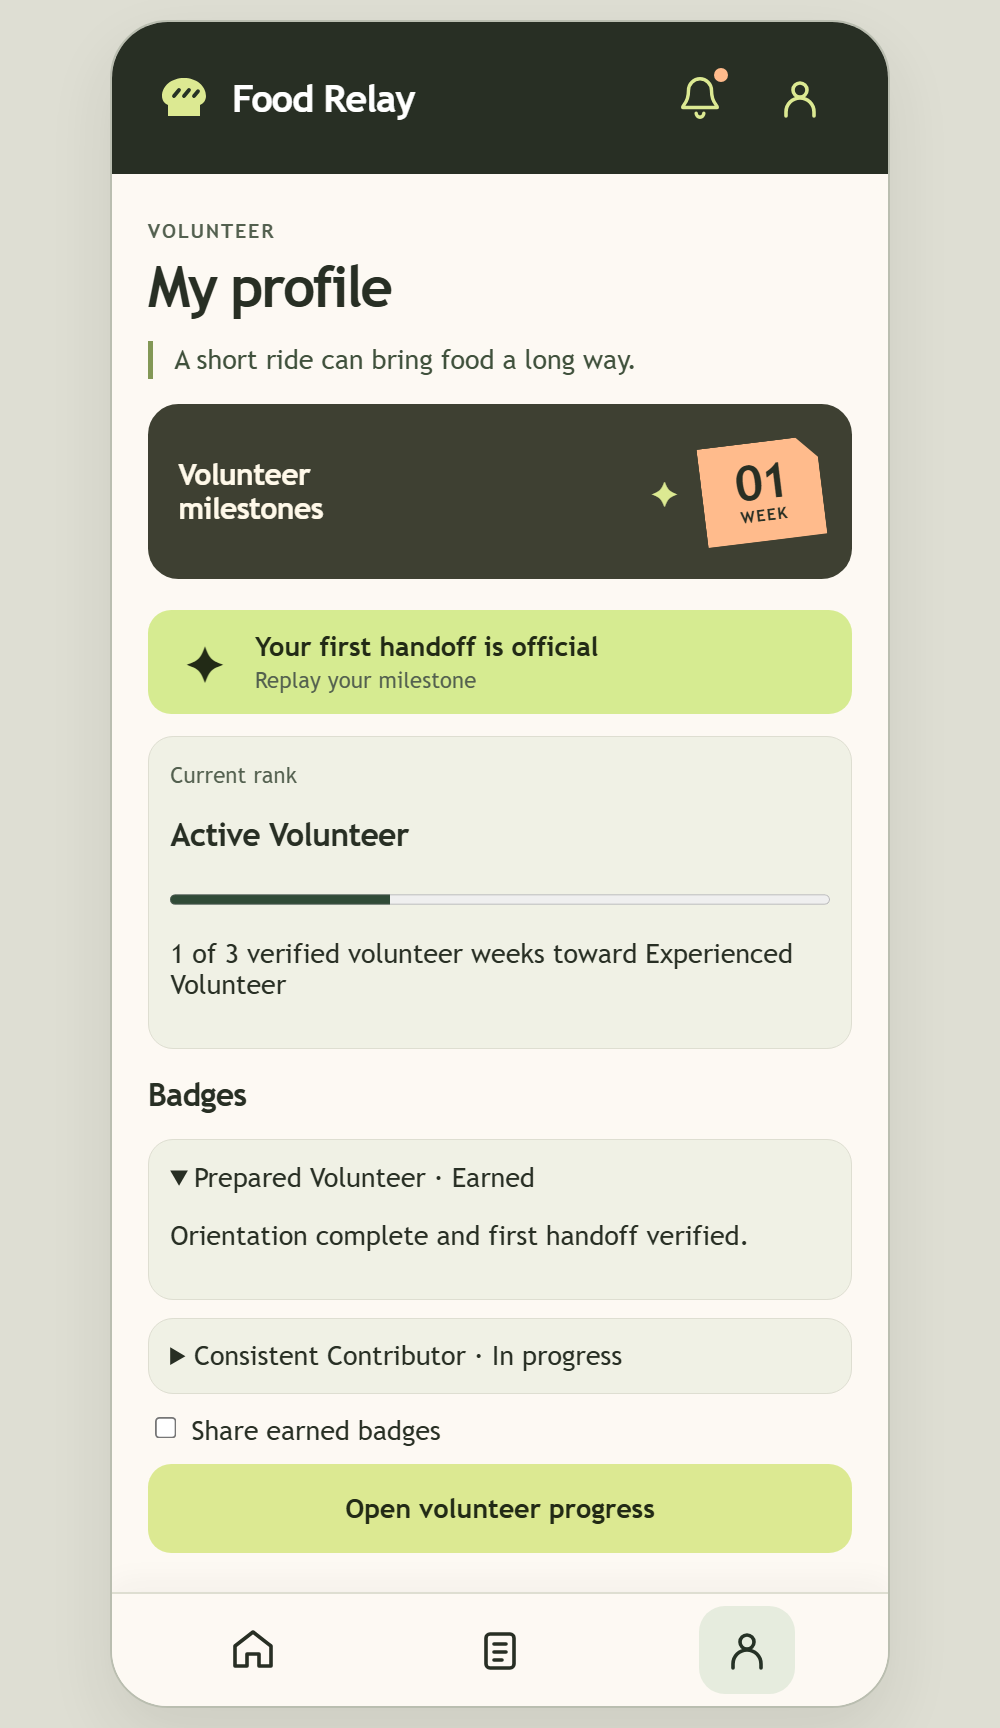 Food Relay
VOLUNTEER
My profile
A short ride can bring food a long way.
Volunteer
milestones
01
WEEK
Your first handoff is official
Replay your milestone
Current rank
Active Volunteer
1 of 3 verified volunteer weeks toward Experienced
Volunteer
Badges
Prepared Volunteer · Earned
Orientation complete and first handoff verified.
Consistent Contributor · In progress
Share earned badges
Open volunteer progress